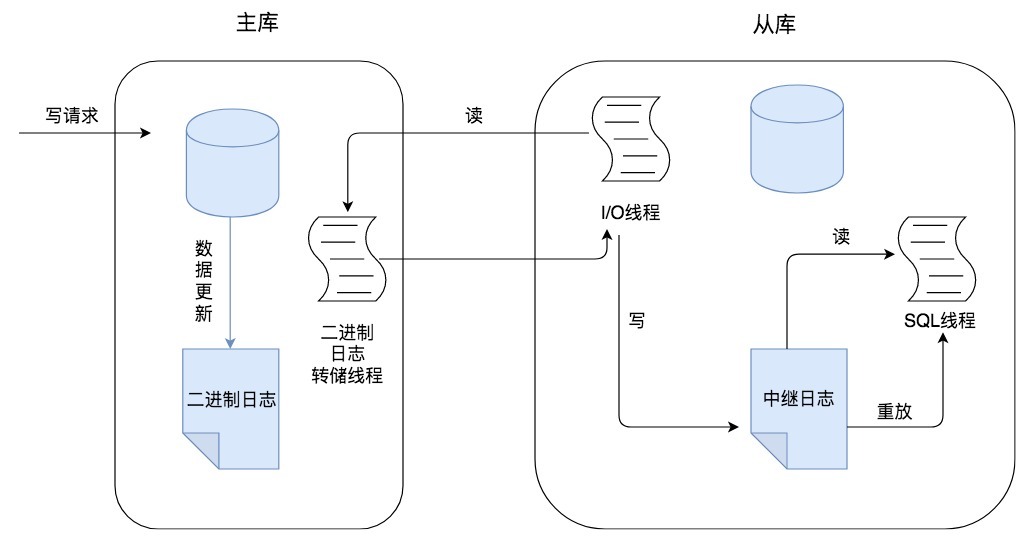 主库
从库
写请求
读
I/O线程
数
据
更
新
二进制
日志
转储线程
二进制日志
写
读
SQL线程
中继日志
重放